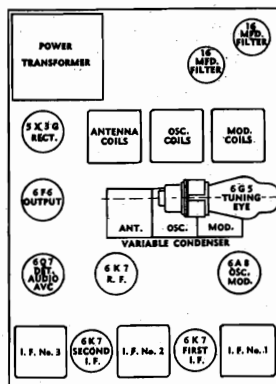 POWER
TRANSFORMER
16
MFD.
FILTER
16
MFD.
FILTER
5X3G
RECT.
ANTENNA
COILS
OSC.
COILS
MOD.
COILS
6F6
OUTPUT
6G5
TUNING
EYE
ANT.
OSC.
MOD.
VARIABLE CONDENSER
6Q7
DET.
AUDIO
AVC
6K7
R.F.
6A8
OSC.
MOD.
I.F. No. 3
6K7
SECOND
I.F.
I.F. No. 2
6K7
FIRST
I.F.
I.F. No. 1